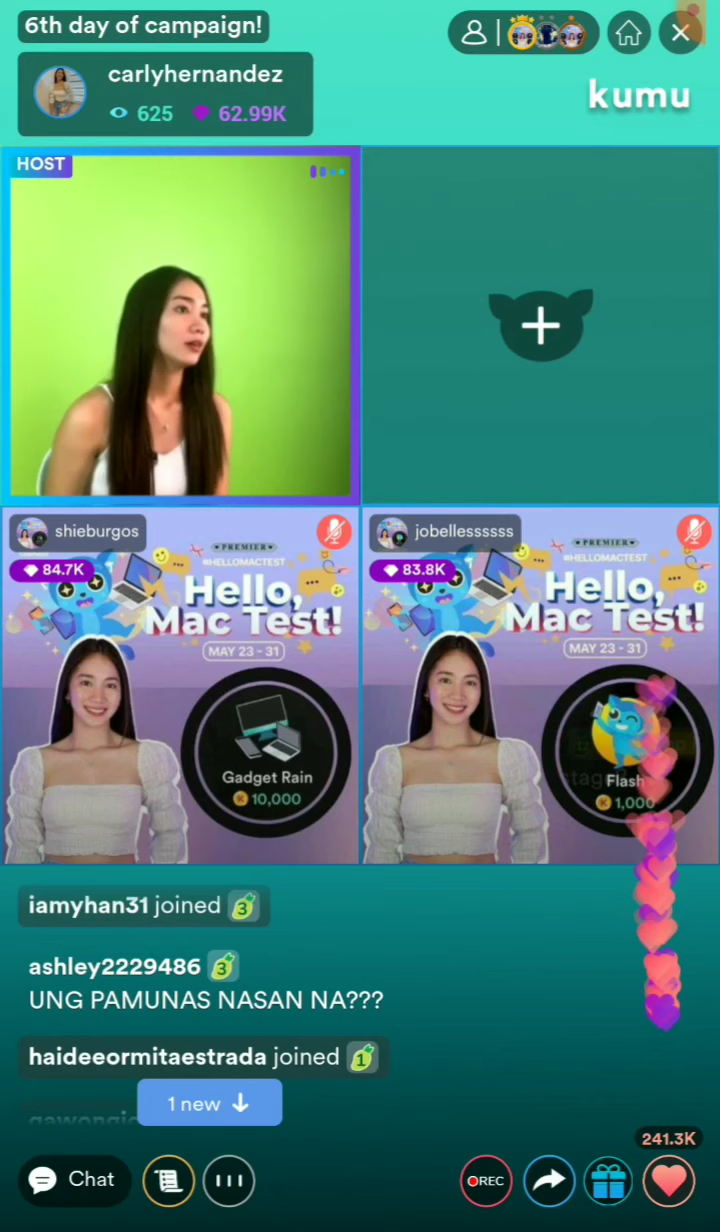 6th day of campaign!
carlyhernandez
625 62.99K
kumu
HOST
shieburgos
84.7K
PREMIER
#HELLOMACTEST
Hello,
Mac Test!
MAY 23 - 31
Gadget Rain
10,000
jobellessssss
83.8K
PREMIER
#HELLOMACTEST
Hello,
Mac Test!
MAY 23 - 31
Flash
1,000
iamyhan31 joined 3
ashley2229486 3
UNG PAMUNAS NASAN NA???
haideeormitaestrada joined 1
1 new
241.3K
Chat
REC